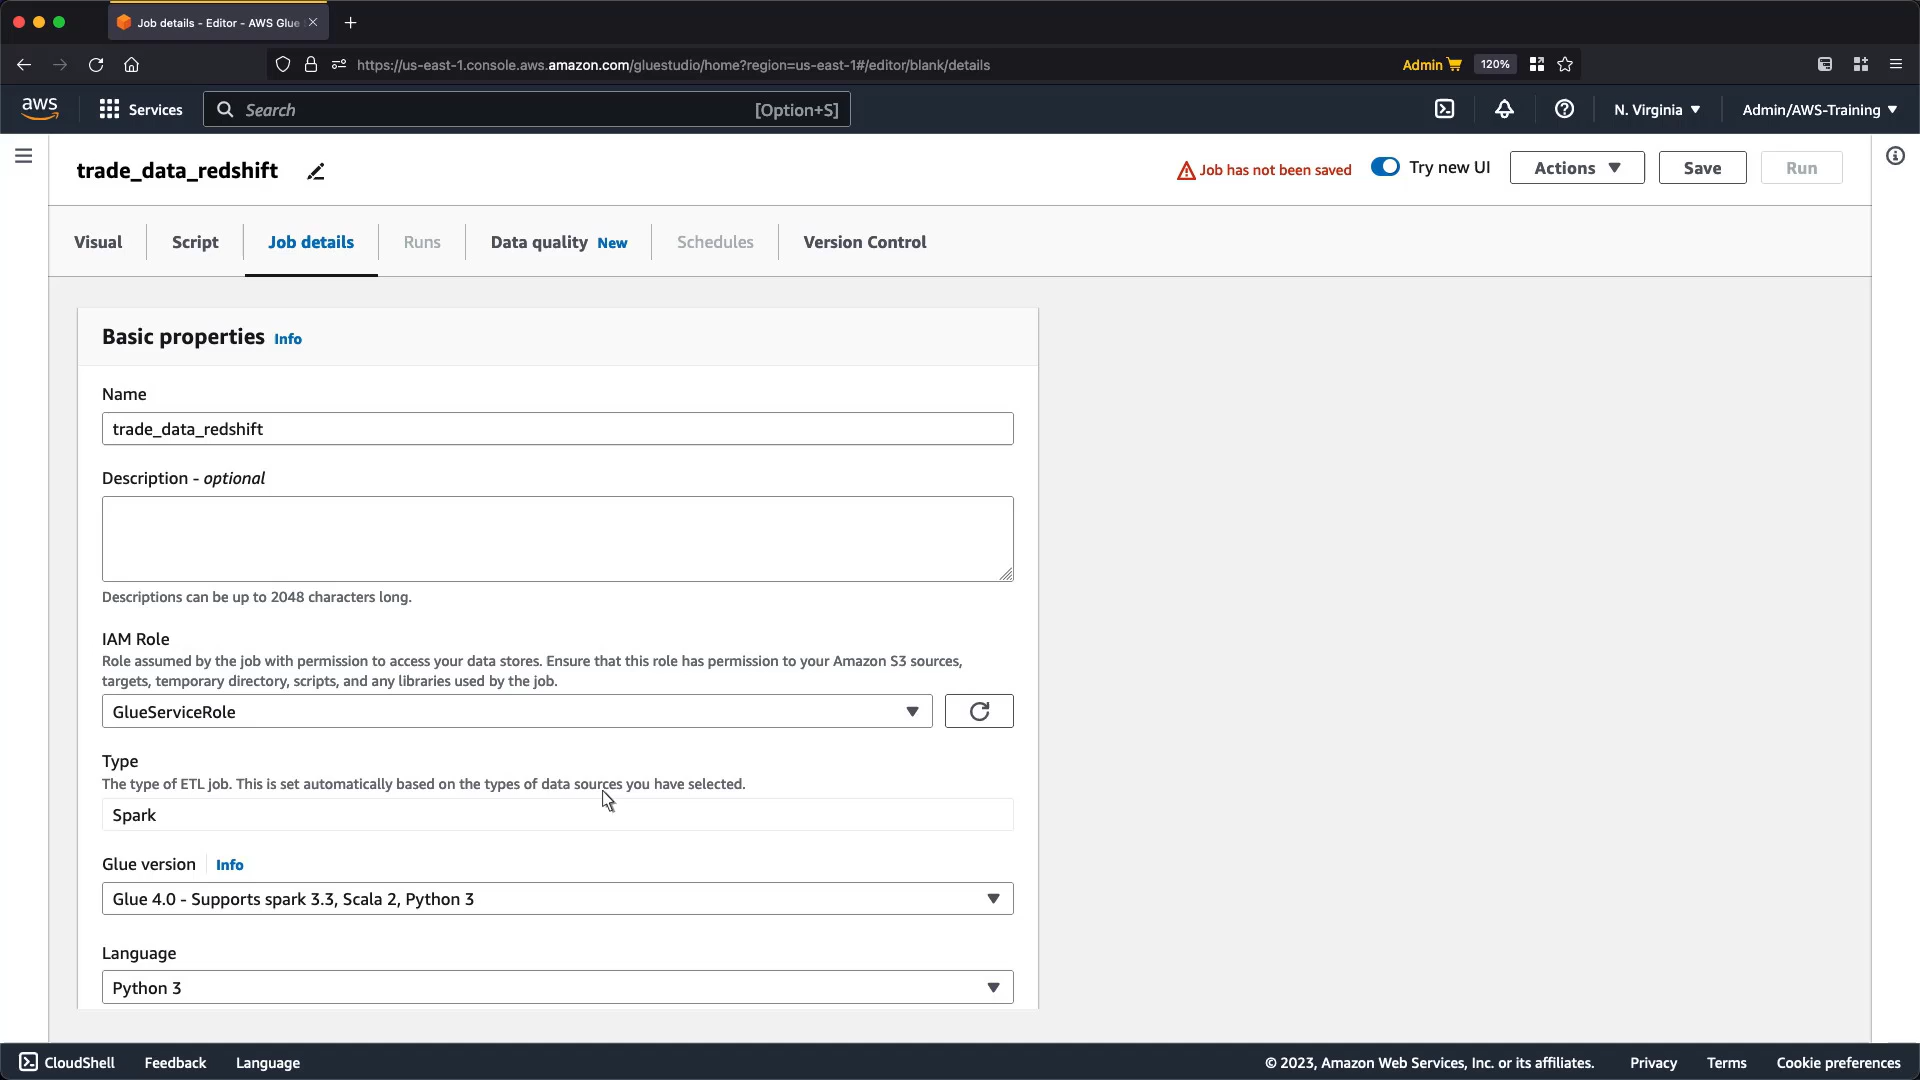 Job details - Editor - AWS Glue
https://us-east-1.console.aws.amazon.com/gluestudio/home?region=us-east-1#/editor/blank/details
Admin
120%
aws
Services
Search
[Option+S]
N. Virginia
Admin/AWS-Training
trade_data_redshift
Job has not been saved
Try new UI
Actions
Save
Run
Visual
Script
Job details
Runs
Data quality New
Schedules
Version Control
Basic properties Info
Name
trade_data_redshift
Description - optional
Descriptions can be up to 2048 characters long.
IAM Role
Role assumed by the job with permission to access your data stores. Ensure that this role has permission to your Amazon S3 sources,
targets, temporary directory, scripts, and any libraries used by the job.
GlueServiceRole
Type
The type of ETL job. This is set automatically based on the types of data sources you have selected.
Spark
Glue version Info
Glue 4.0 - Supports spark 3.3, Scala 2, Python 3
Language
Python 3
CloudShell
Feedback
Language
© 2023, Amazon Web Services, Inc. or its affiliates.
Privacy
Terms
Cookie preferences